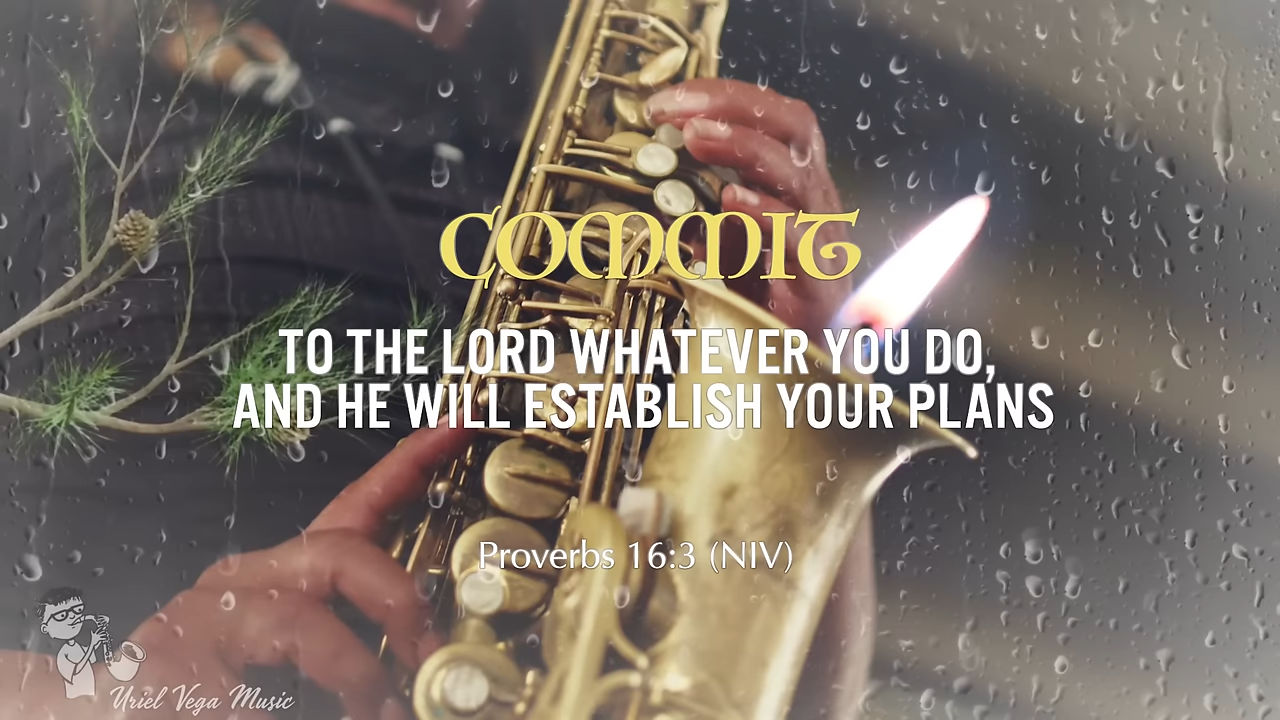 COMMIT
TO THE LORD WHATEVER YOU DO,
AND HE WILL ESTABLISH YOUR PLANS
Proverbs 16:3 (NIV)
Uriel Vega Music